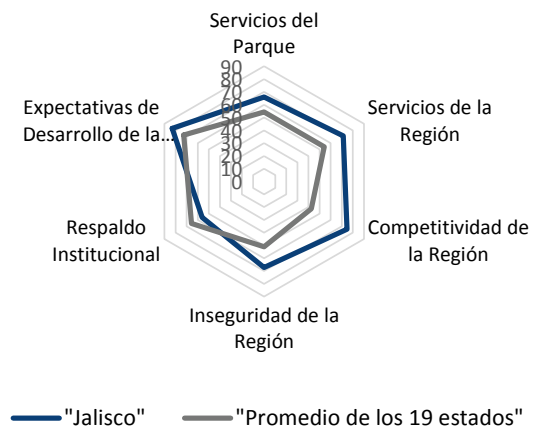 Servicios del
Parque
90
80
70
60
50
40
30
20
10
0
Servicios de la
Región
Competitividad de
la Región
Inseguridad de la
Región
Respaldo
Institucional
Expectativas de
Desarrollo de la...
"Jalisco"
"Promedio de los 19 estados"